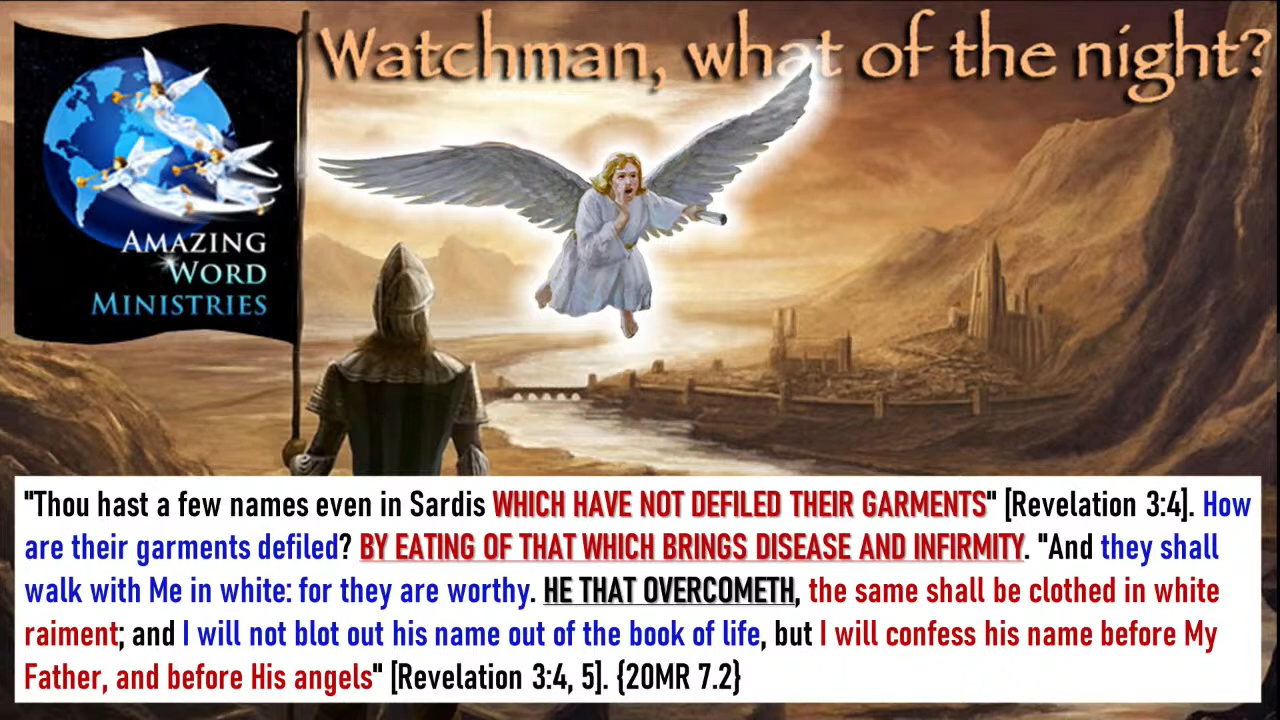 Watchman, what of the night?
AMAZING
WORD
MINISTRIES
"Thou hast a few names even in Sardis WHICH HAVE NOT DEFILED THEIR GARMENTS" [Revelation 3:4]. How
are their garments defiled? BY EATING OF THAT WHICH BRINGS DISEASE AND INFIRMITY. "And they shall
walk with Me in white: for they are worthy. HE THAT OVERCOMETH, the same shall be clothed in white
raiment; and I will not blot out his name out of the book of life, but I will confess his name before My
Father, and before His angels" [Revelation 3:4, 5]. {20MR 7.2}